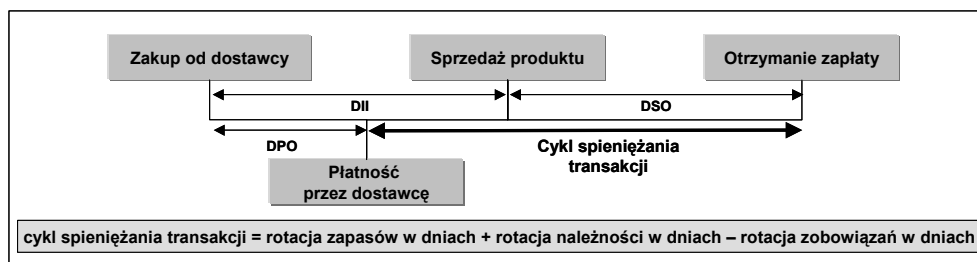 Zakup od dostawcy
Sprzedaż produktu
Otrzymanie zapłaty
DII
DSO
DPO
Cykl spieniężania
transakcji
Płatność
przez dostawcę
cykl spieniężania transakcji = rotacja zapasów w dniach + rotacja należności w dniach – rotacja zobowiązań w dniach